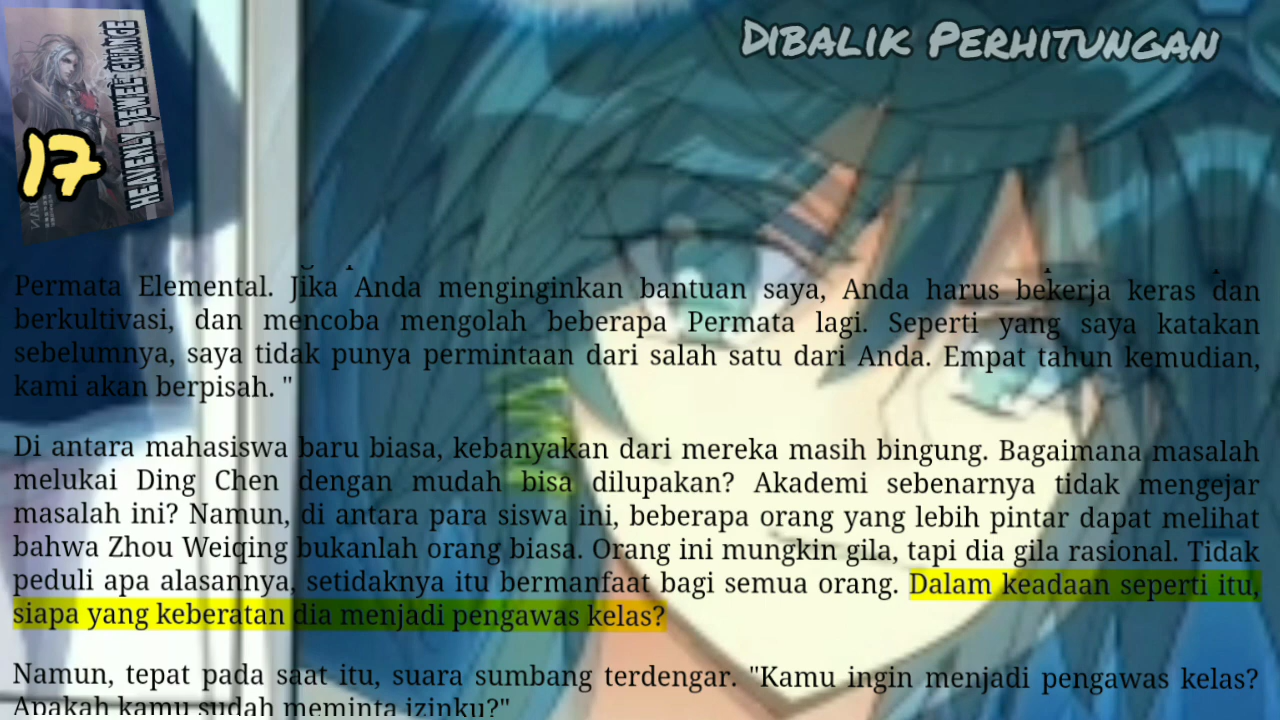 DIBALIK PERHITUNGAN
HEAVENLY JEWEL CHANGE
17
Permata Elemental. Jika Anda menginginkan bantuan saya, Anda harus bekerja keras dan
berkultivasi, dan mencoba mengolah beberapa Permata lagi. Seperti yang saya katakan
sebelumnya, saya tidak punya permintaan dari salah satu dari Anda. Empat tahun kemudian,
kami akan berpisah. "
Di antara mahasiswa baru biasa, kebanyakan dari mereka masih bingung. Bagaimana masalah
melukai Ding Chen dengan mudah bisa dilupakan? Akademi sebenarnya tidak mengejar
masalah ini? Namun, di antara para siswa ini, beberapa orang yang lebih pintar dapat melihat
bahwa Zhou Weiqing bukanlah orang biasa. Orang ini mungkin gila, tapi dia gila rasional. Tidak
peduli apa alasannya, setidaknya itu bermanfaat bagi semua orang. Dalam keadaan seperti itu,
siapa yang keberatan dia menjadi pengawas kelas?
Namun, tepat pada saat itu, suara sumbang terdengar. "Kamu ingin menjadi pengawas kelas?
Apakah kamu sudah meminta izinku?"